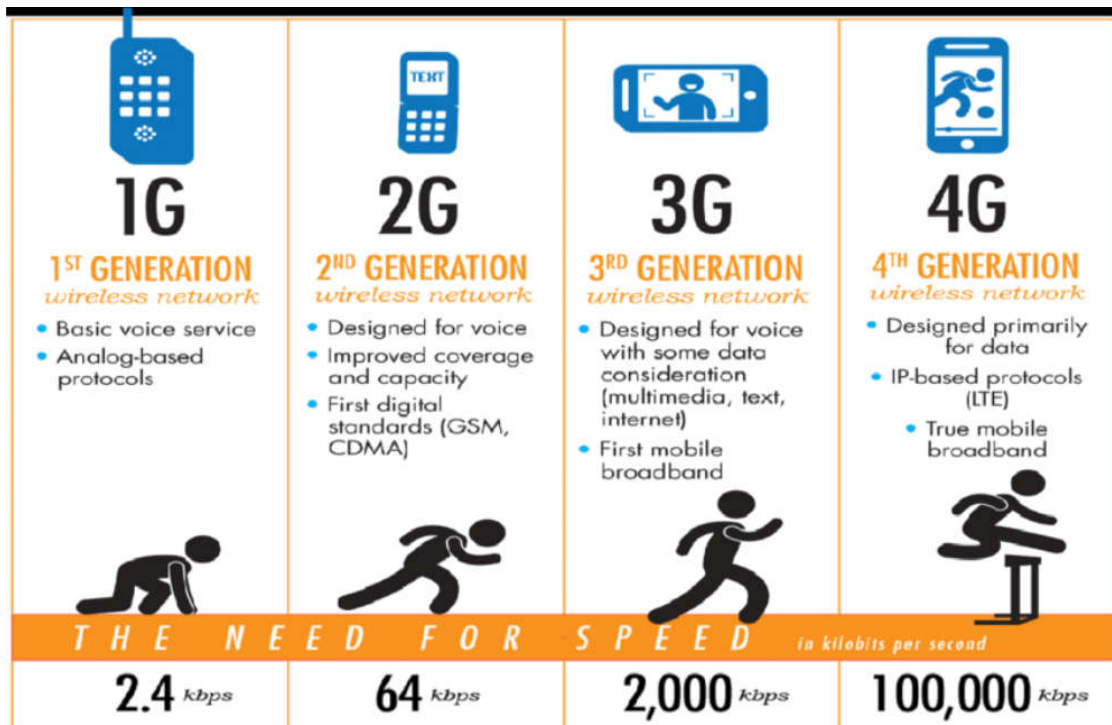 TEXT
1G
1ST GENERATION
wireless network
• Basic voice service
• Analog-based
protocols
2G
2ND GENERATION
wireless network
• Designed for voice
• Improved coverage
and capacity
• First digital
standards (GSM,
CDMA)
3G
3RD GENERATION
wireless network
• Designed for voice
with some data
consideration
(multimedia, text,
internet)
• First mobile
broadband
4G
4TH GENERATION
wireless network
• Designed primarily
for data
• IP-based protocols
(LTE)
• True mobile
broadband
THE NEED FOR SPEED in kilobits per second
2.4 kbps
64 kbps
2,000 kbps
100,000 kbps